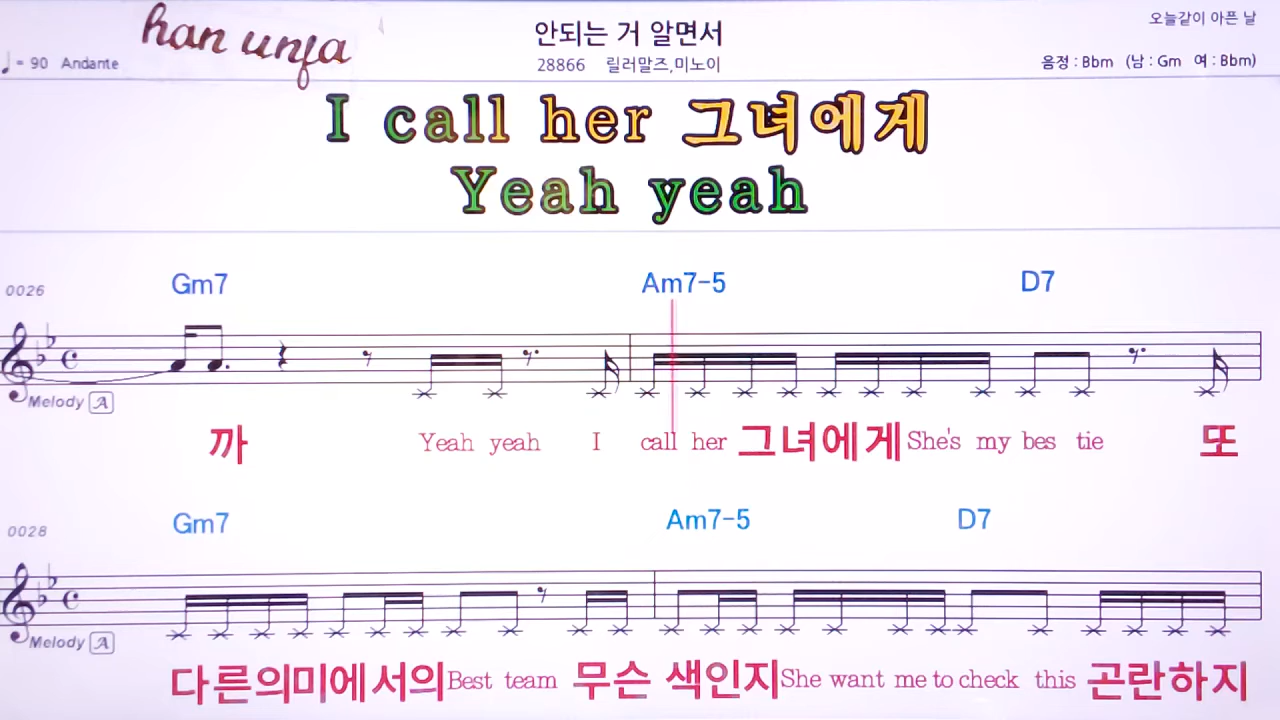 han unfa
안되는 거 알면서
오늘같이 아픈 날
♩= 90 Andante
28866 릴러말즈,미노이
음정 : Bbm (남 : Gm 여 : Bbm)
I call her 그녀에게
Yeah yeah
0026 Gm7 Am7-5 D7
Melody A
까 Yeah yeah I call her 그녀에게 She's my bes tie 또
0028 Gm7 Am7-5 D7
Melody A
다른의미에서의 Best team 무슨 색인지 She want me to check this 곤란하지